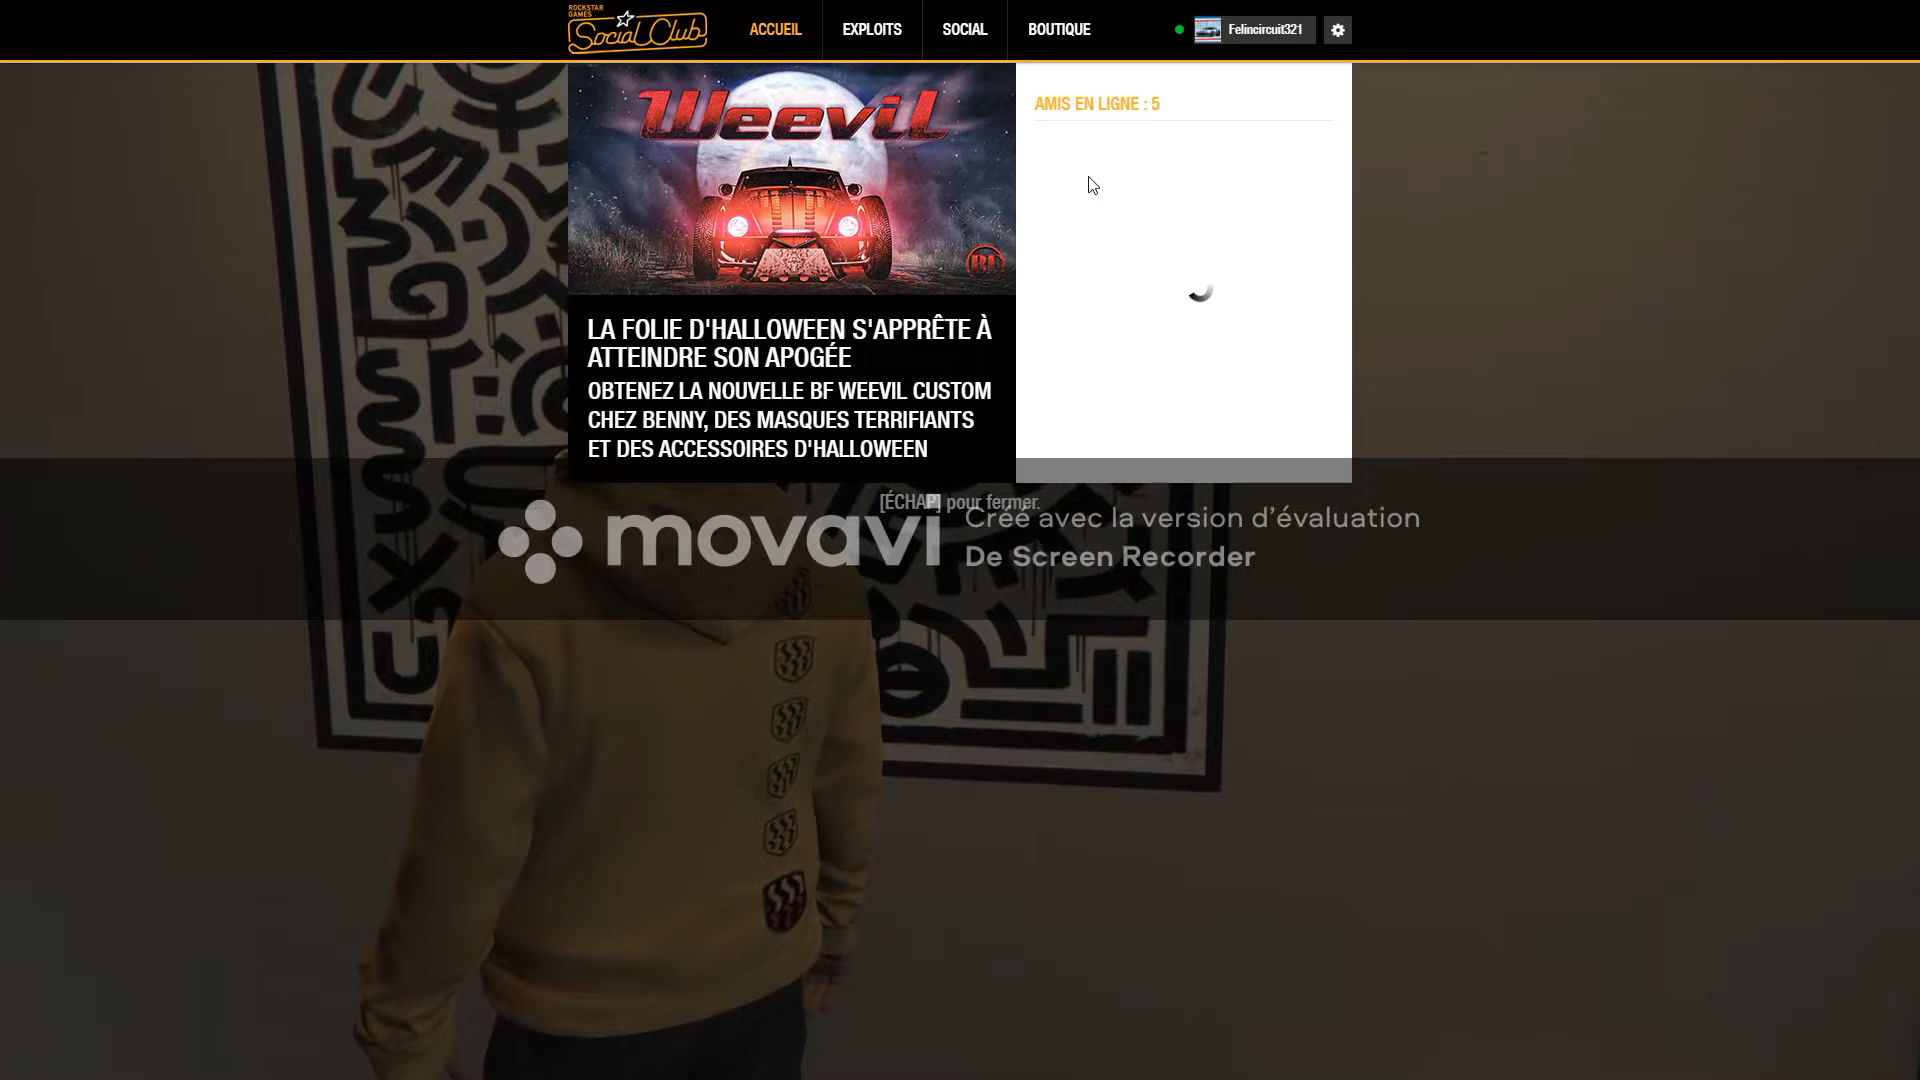 ROCKSTAR
GAMES
Social Club
ACCUEIL
EXPLOITS
SOCIAL
BOUTIQUE
Felincircuit321
Weevil
BF
AMIS EN LIGNE : 5
LA FOLIE D'HALLOWEEN S'APPRÊTE À
ATTEINDRE SON APOGÉE
OBTENEZ LA NOUVELLE BF WEEVIL CUSTOM
CHEZ BENNY, DES MASQUES TERRIFIANTS
ET DES ACCESSOIRES D'HALLOWEEN
[ÉCHAP] pour fermer.
movavi
Créé avec la version d’évaluation
De Screen Recorder